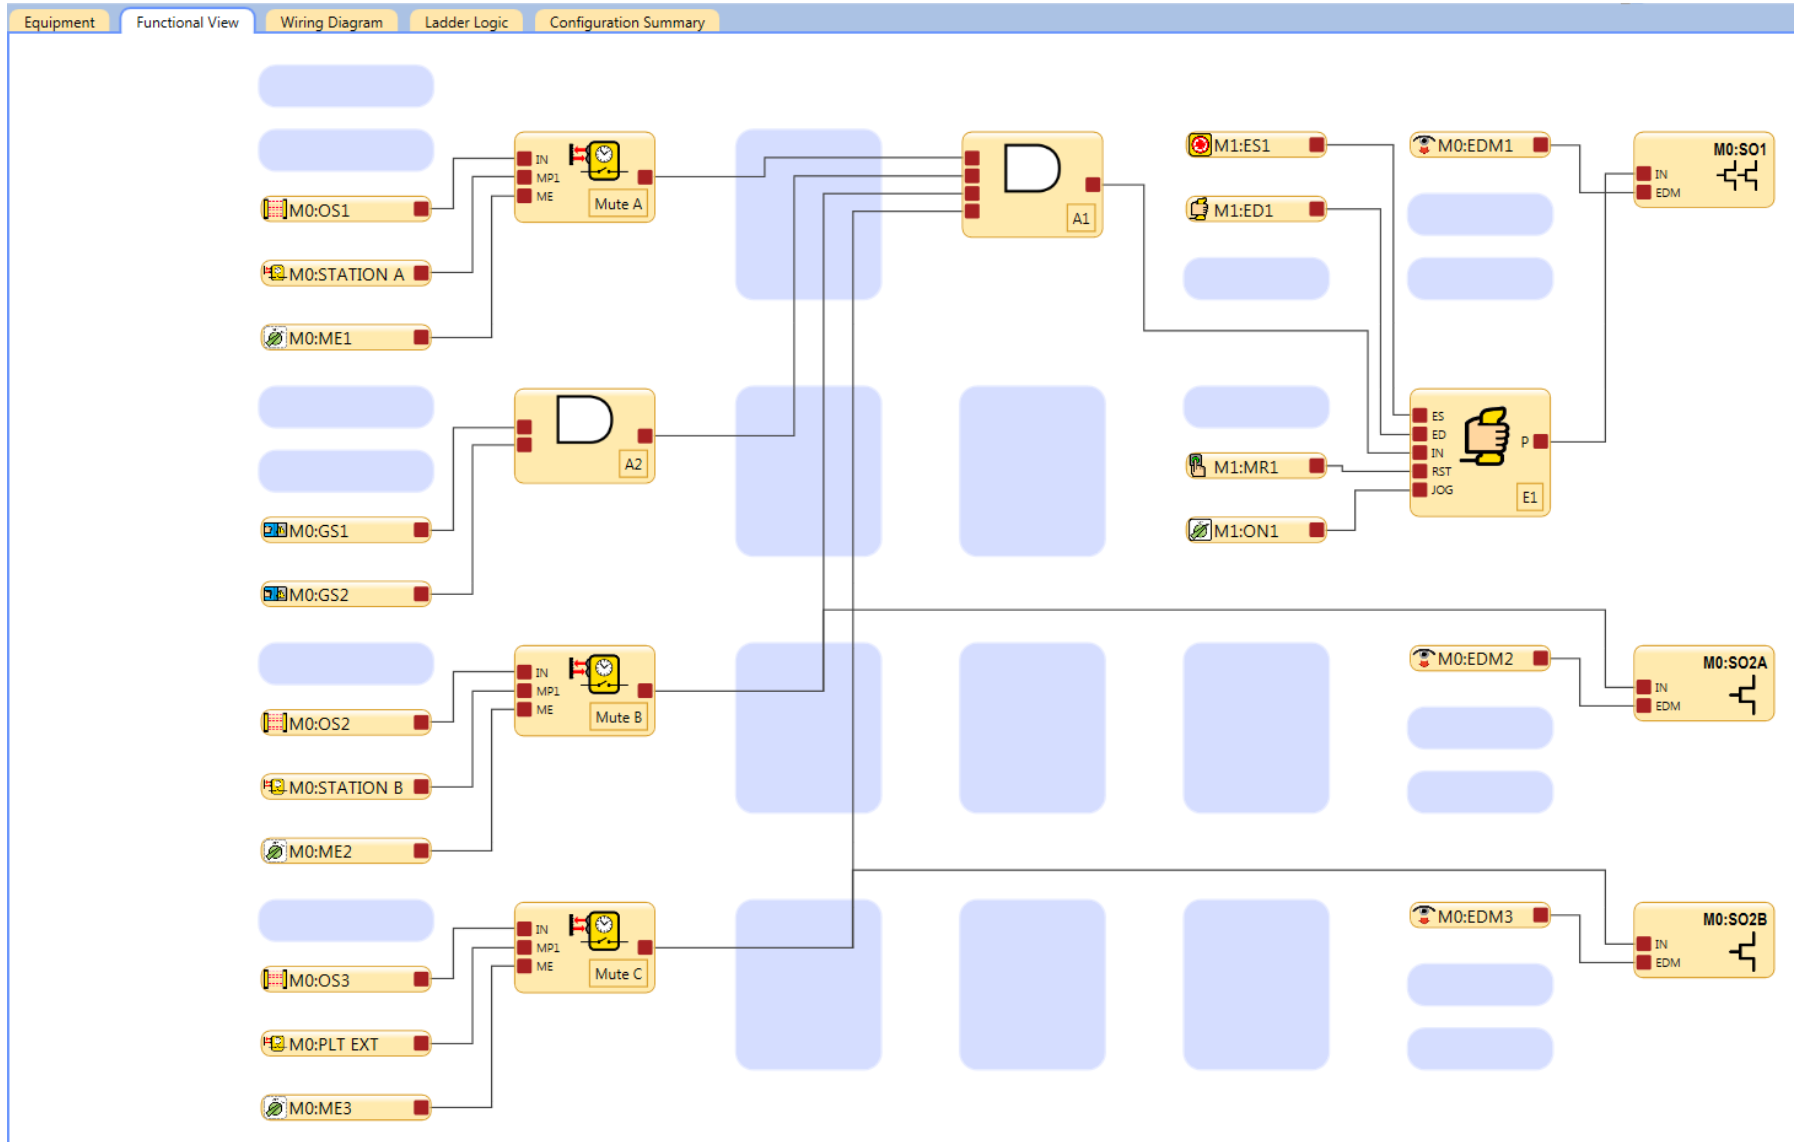 Equipment Functional View Wiring Diagram Ladder Logic Configuration Summary
M0:OS1
M0:STATION A
M0:ME1
IN
MP1
ME
Mute A
A1
M1:ES1
M1:ED1
M0:EDM1
M0:SO1
IN
EDM
M0:GS1
M0:GS2
A2
M1:MR1
M1:ON1
ES
ED
IN
RST
JOG
P
E1
M0:OS2
M0:STATION B
M0:ME2
IN
MP1
ME
Mute B
M0:EDM2
M0:SO2A
IN
EDM
M0:OS3
M0:PLT EXT
M0:ME3
IN
MP1
ME
Mute C
M0:EDM3
M0:SO2B
IN
EDM